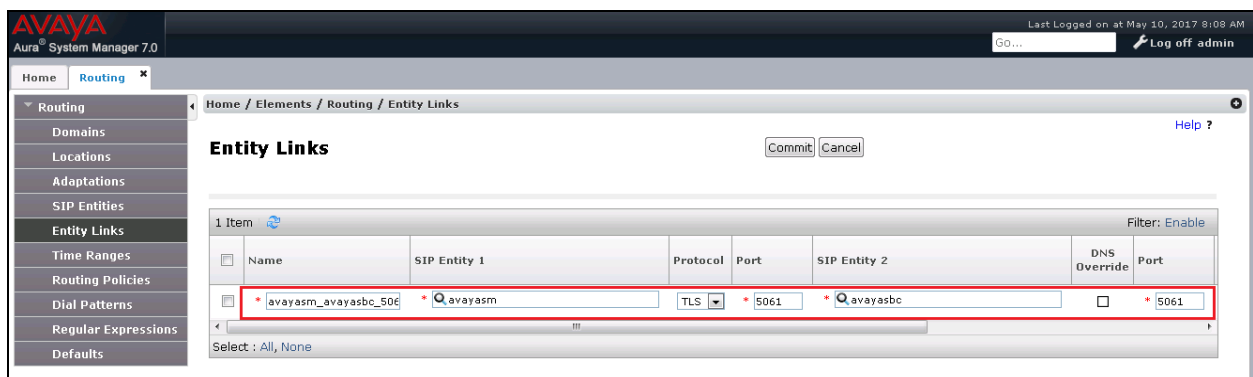 AVAYA
Last Logged on at May 10, 2017 8:08 AM
Aura® System Manager 7.0
Go...
Log off admin
Home
Routing ×
Routing
Home / Elements / Routing / Entity Links
Help ?
Domains
Locations
Adaptations
SIP Entities
Entity Links
Time Ranges
Routing Policies
Dial Patterns
Regular Expressions
Defaults
Entity Links
Commit Cancel
1 Item
Filter: Enable
Name SIP Entity 1 Protocol Port SIP Entity 2 DNS Override Port
* avayasm_avayasbc_506 * avayasm TLS * 5061 * avayasbc * 5061
Select : All, None